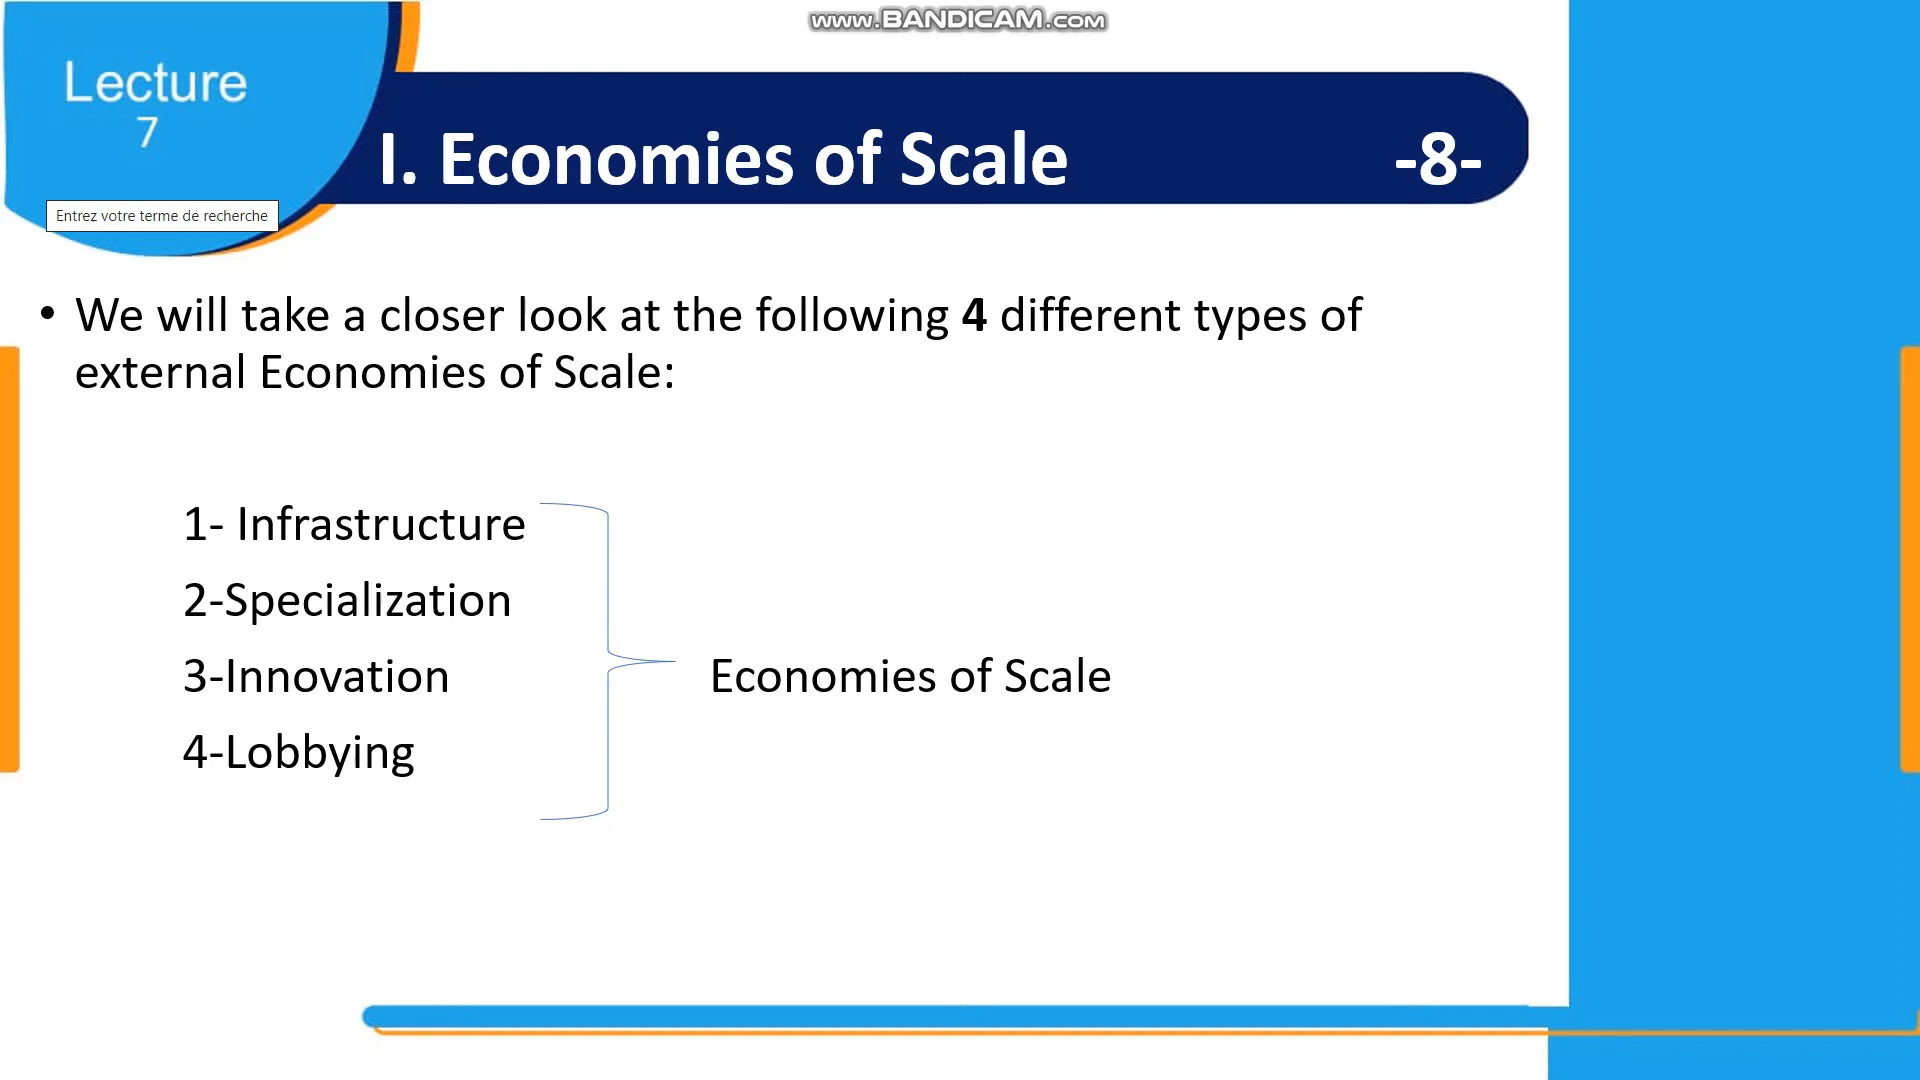 www.BANDICAM.com
Lecture
7
I. Economies of Scale -8-
Entrez votre terme de recherche
• We will take a closer look at the following 4 different types of
external Economies of Scale:
1- Infrastructure
2-Specialization
3-Innovation
Economies of Scale
4-Lobbying